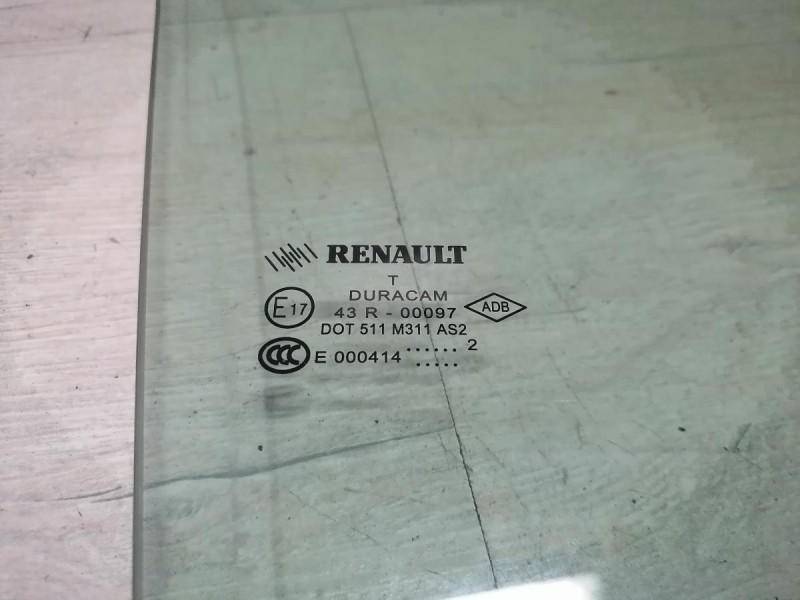 RENAULT
T
DURACAM
E17 43 R - 00097 ADB
DOT 511 M311 AS2
CCC E 000414 ...... 2
.....